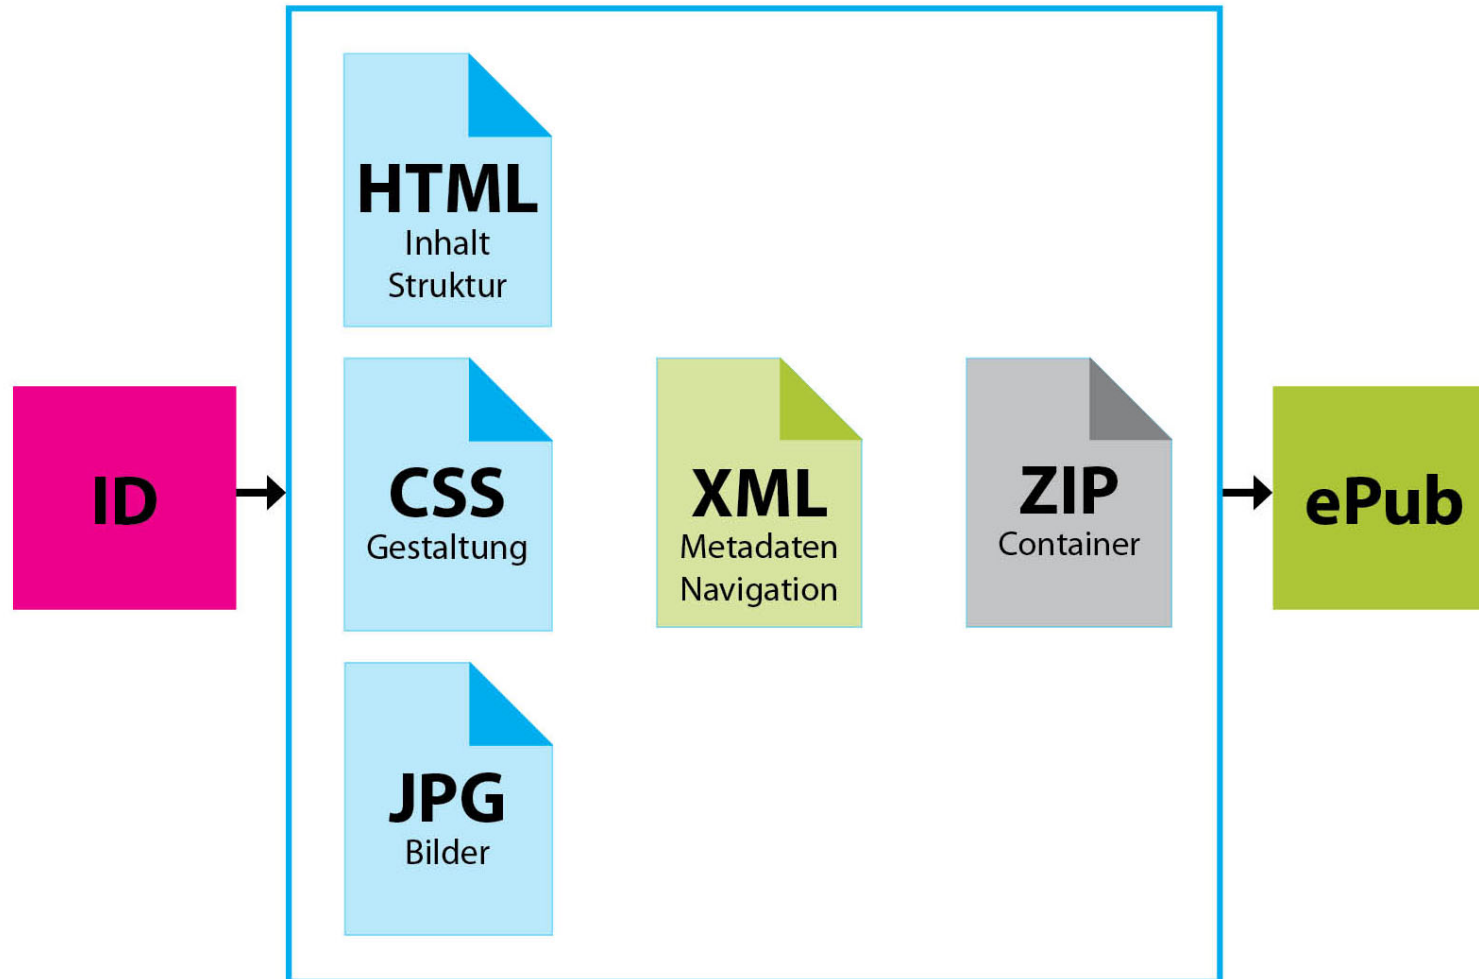 HTML
Inhalt
Struktur
ID
CSS
Gestaltung
XML
Metadaten
Navigation
ZIP
Container
ePub
JPG
Bilder